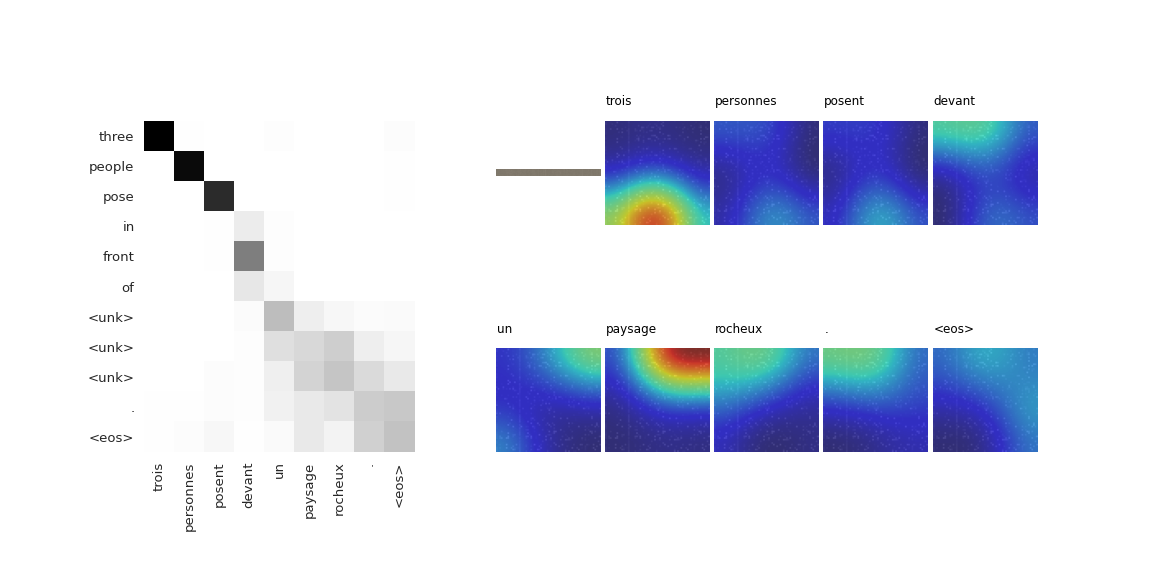 three
people
pose
in
front
of
<unk>
<unk>
<unk>
.
<eos>
trois
personnes
posent
devant
un
paysage
rocheux
.
<eos>
trois personnes posent devant
un paysage rocheux . <eos>